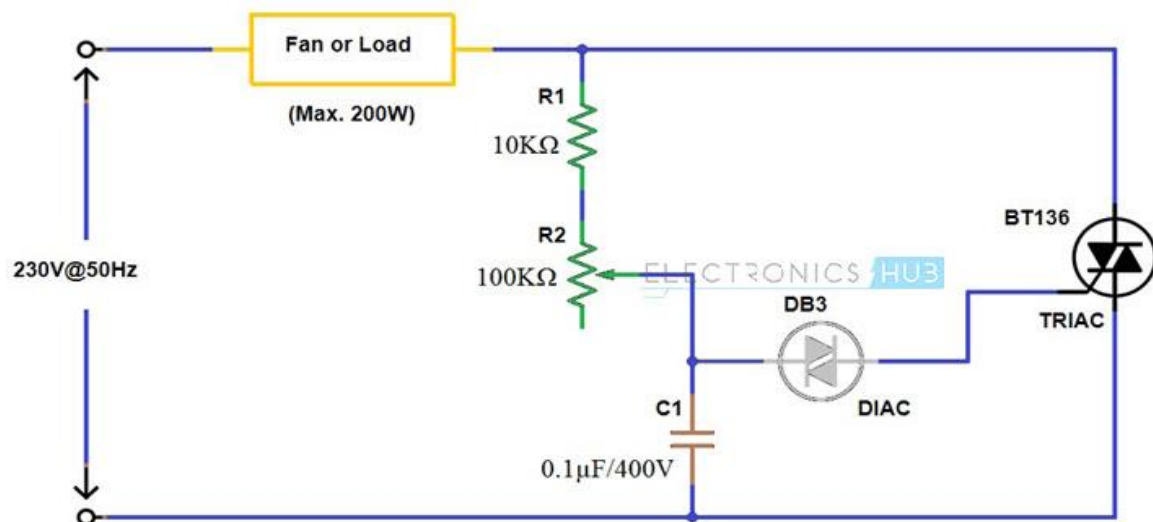 Fan or Load
(Max. 200W)
R1
10KΩ
R2
100KΩ
230V@50Hz
ELECTRONICS HUB
BT136
TRIAC
DB3
DIAC
C1
0.1µF/400V